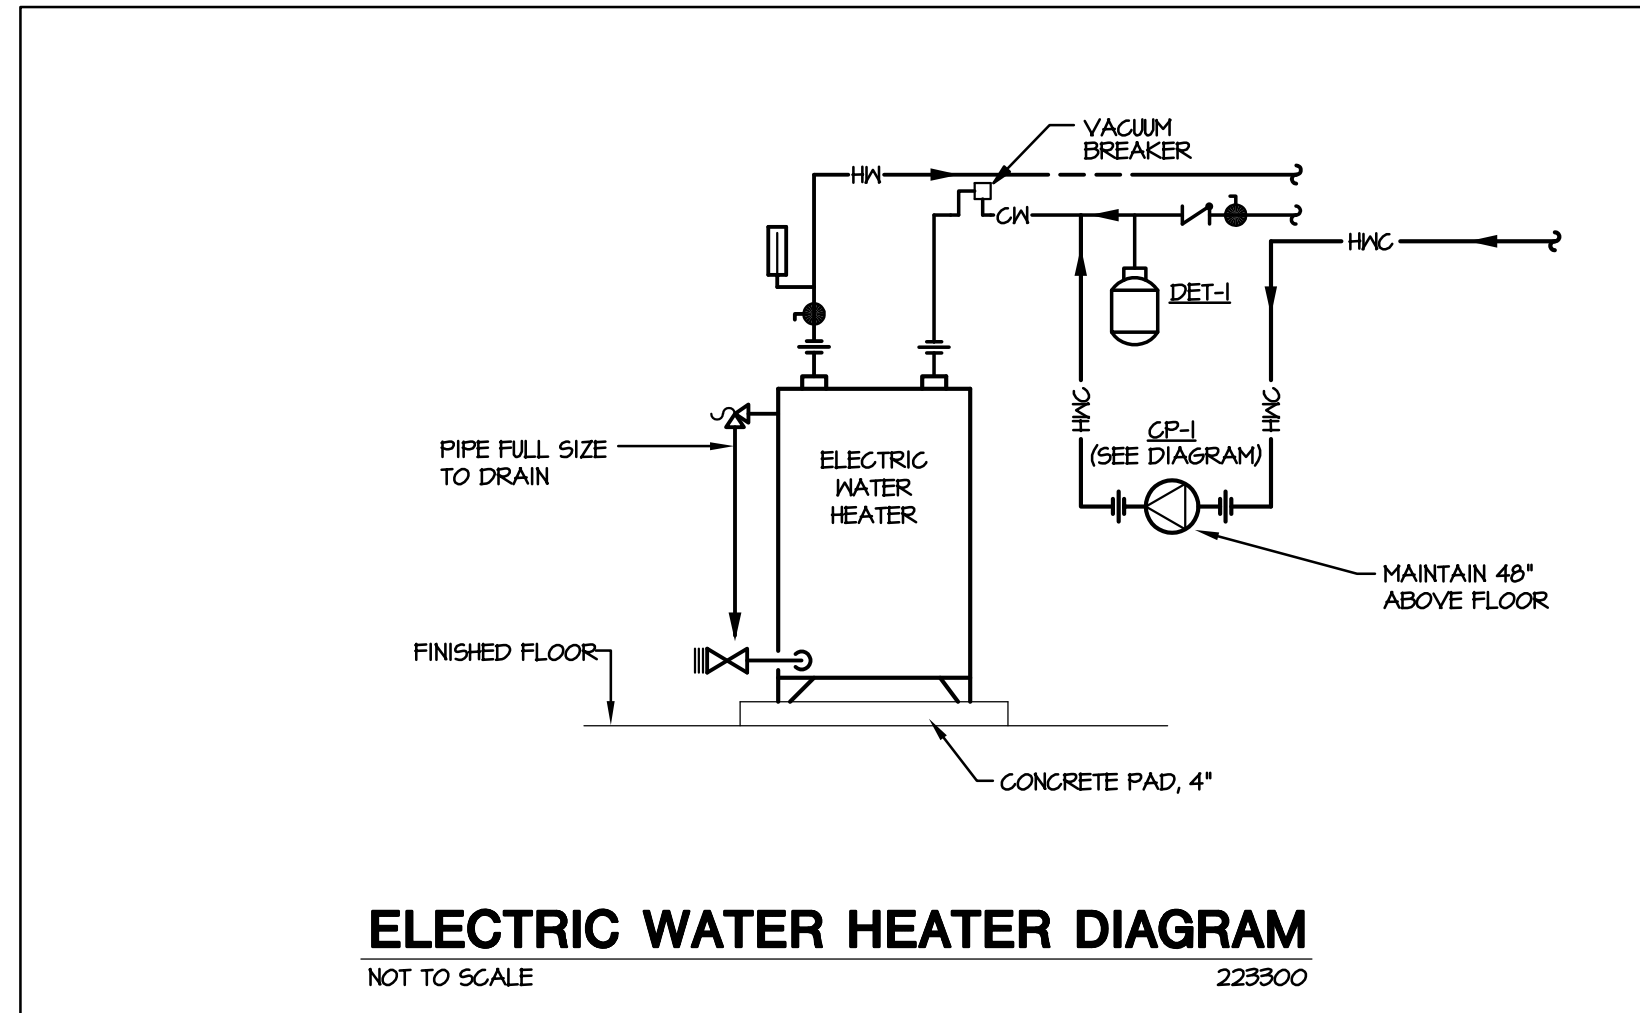 VACUUM
BREAKER
HW
CW
HWC
DET-1
HWC
HWC
CP-1
(SEE DIAGRAM)
PIPE FULL SIZE
TO DRAIN
ELECTRIC
WATER
HEATER
MAINTAIN 48"
ABOVE FLOOR
FINISHED FLOOR
CONCRETE PAD, 4"
ELECTRIC WATER HEATER DIAGRAM
NOT TO SCALE
223300